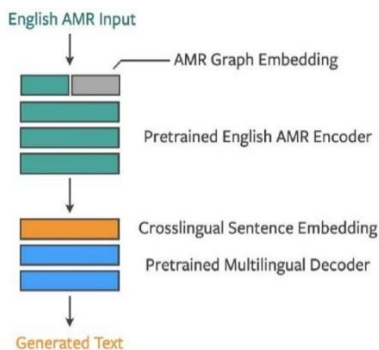 English AMR Input
AMR Graph Embedding
Pretrained English AMR Encoder
Crosslingual Sentence Embedding
Pretrained Multilingual Decoder
Generated Text